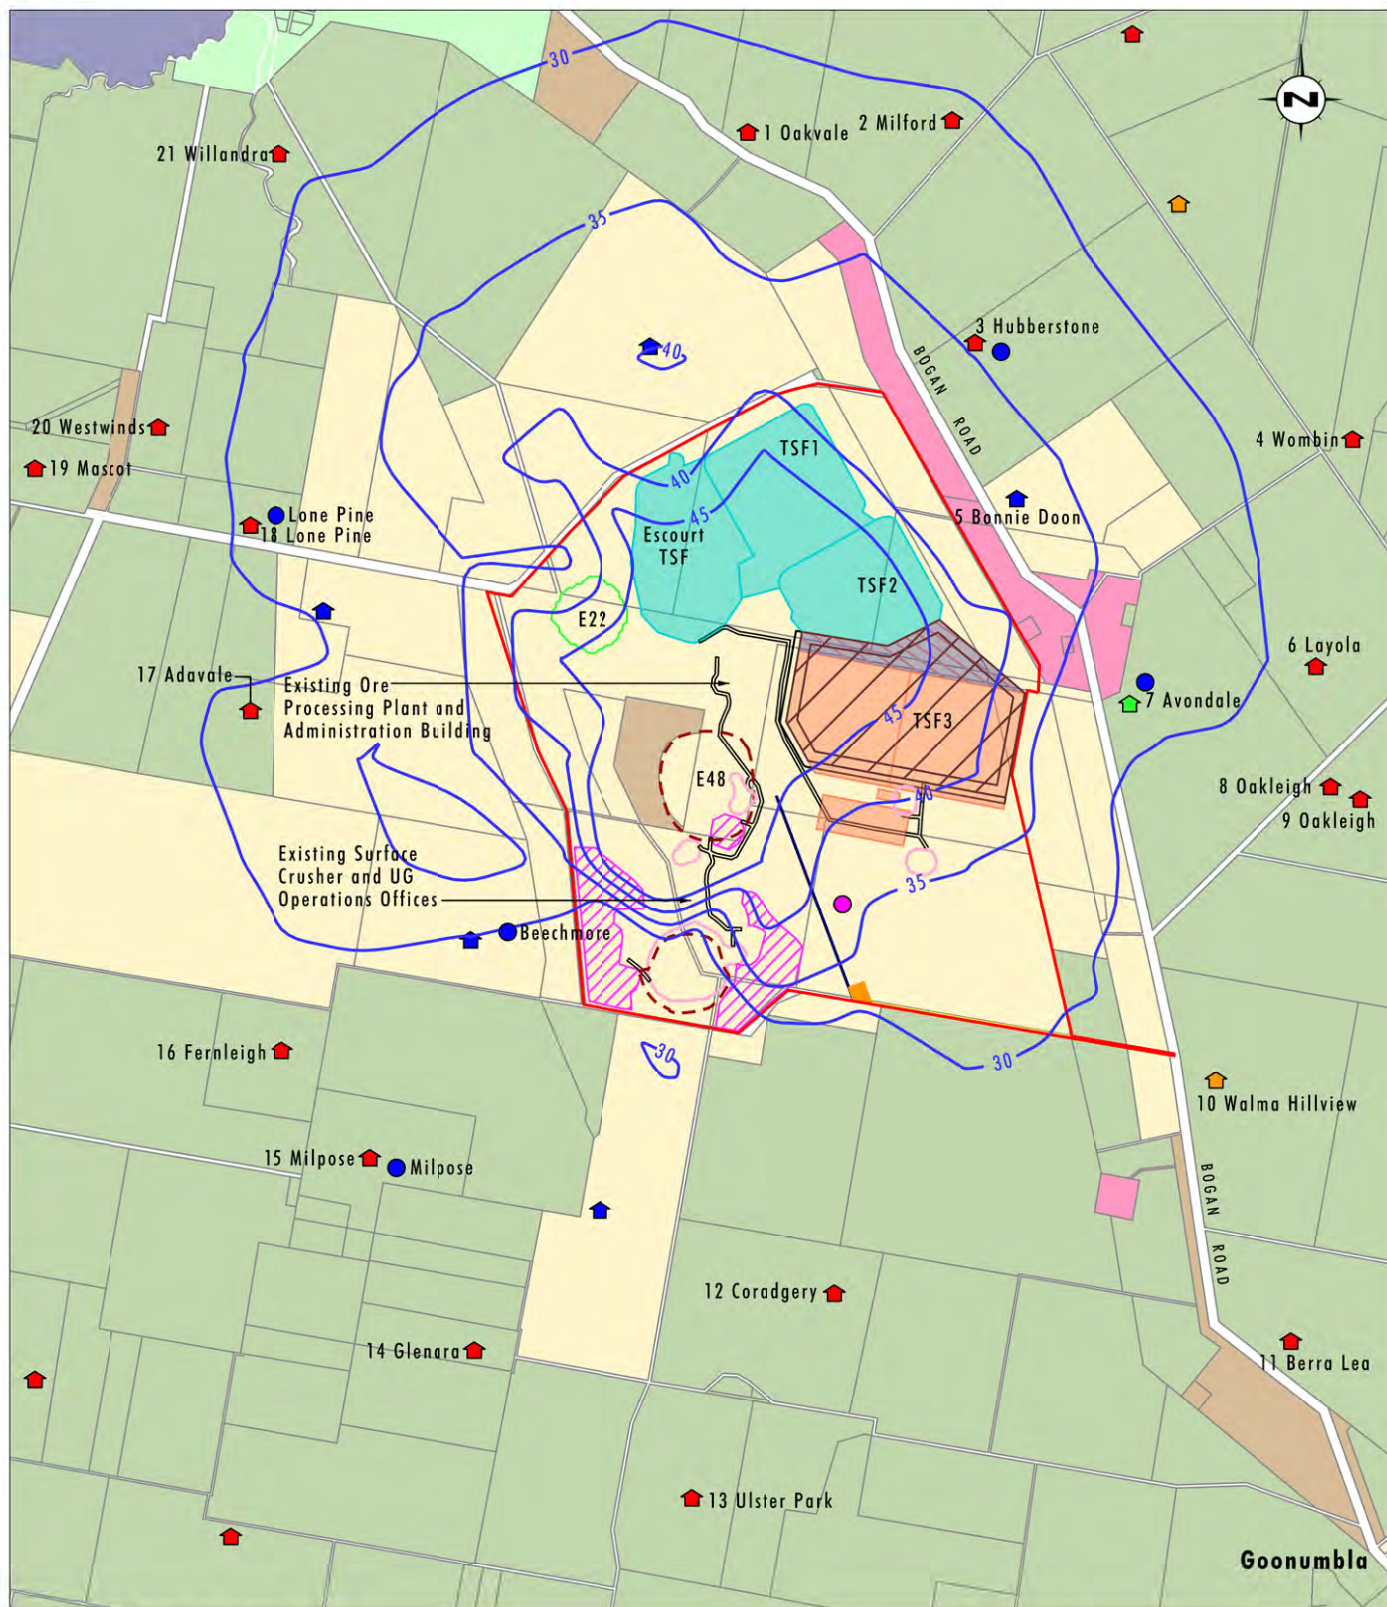 30
N
1 Oakvale
2 Milford
21 Willandra
35
3 Hubberstone
40
BOGAN
ROAD
20 Westwinds
19 Mascot
4 Wombin
TSF1
40
45
5 Bonnie Doon
Lone Pine
18 Lone Pine
Escourt
TSF
TSF2
E22
6 Layola
17 Adavale
Existing Ore
Processing Plant and
Administration Building
7 Avondale
45
TSF3
E48
40
8 Oakleigh
9 Oakleigh
Existing Surface
Crusher and UG
Operations Offices
35
Beechmore
16 Fernleigh
30
30
10 Walma Hillview
15 Milpose
Milpose
BOGAN
ROAD
12 Coradgery
14 Glenara
11 Berra Lea
13 Ulster Park
Goonumbla